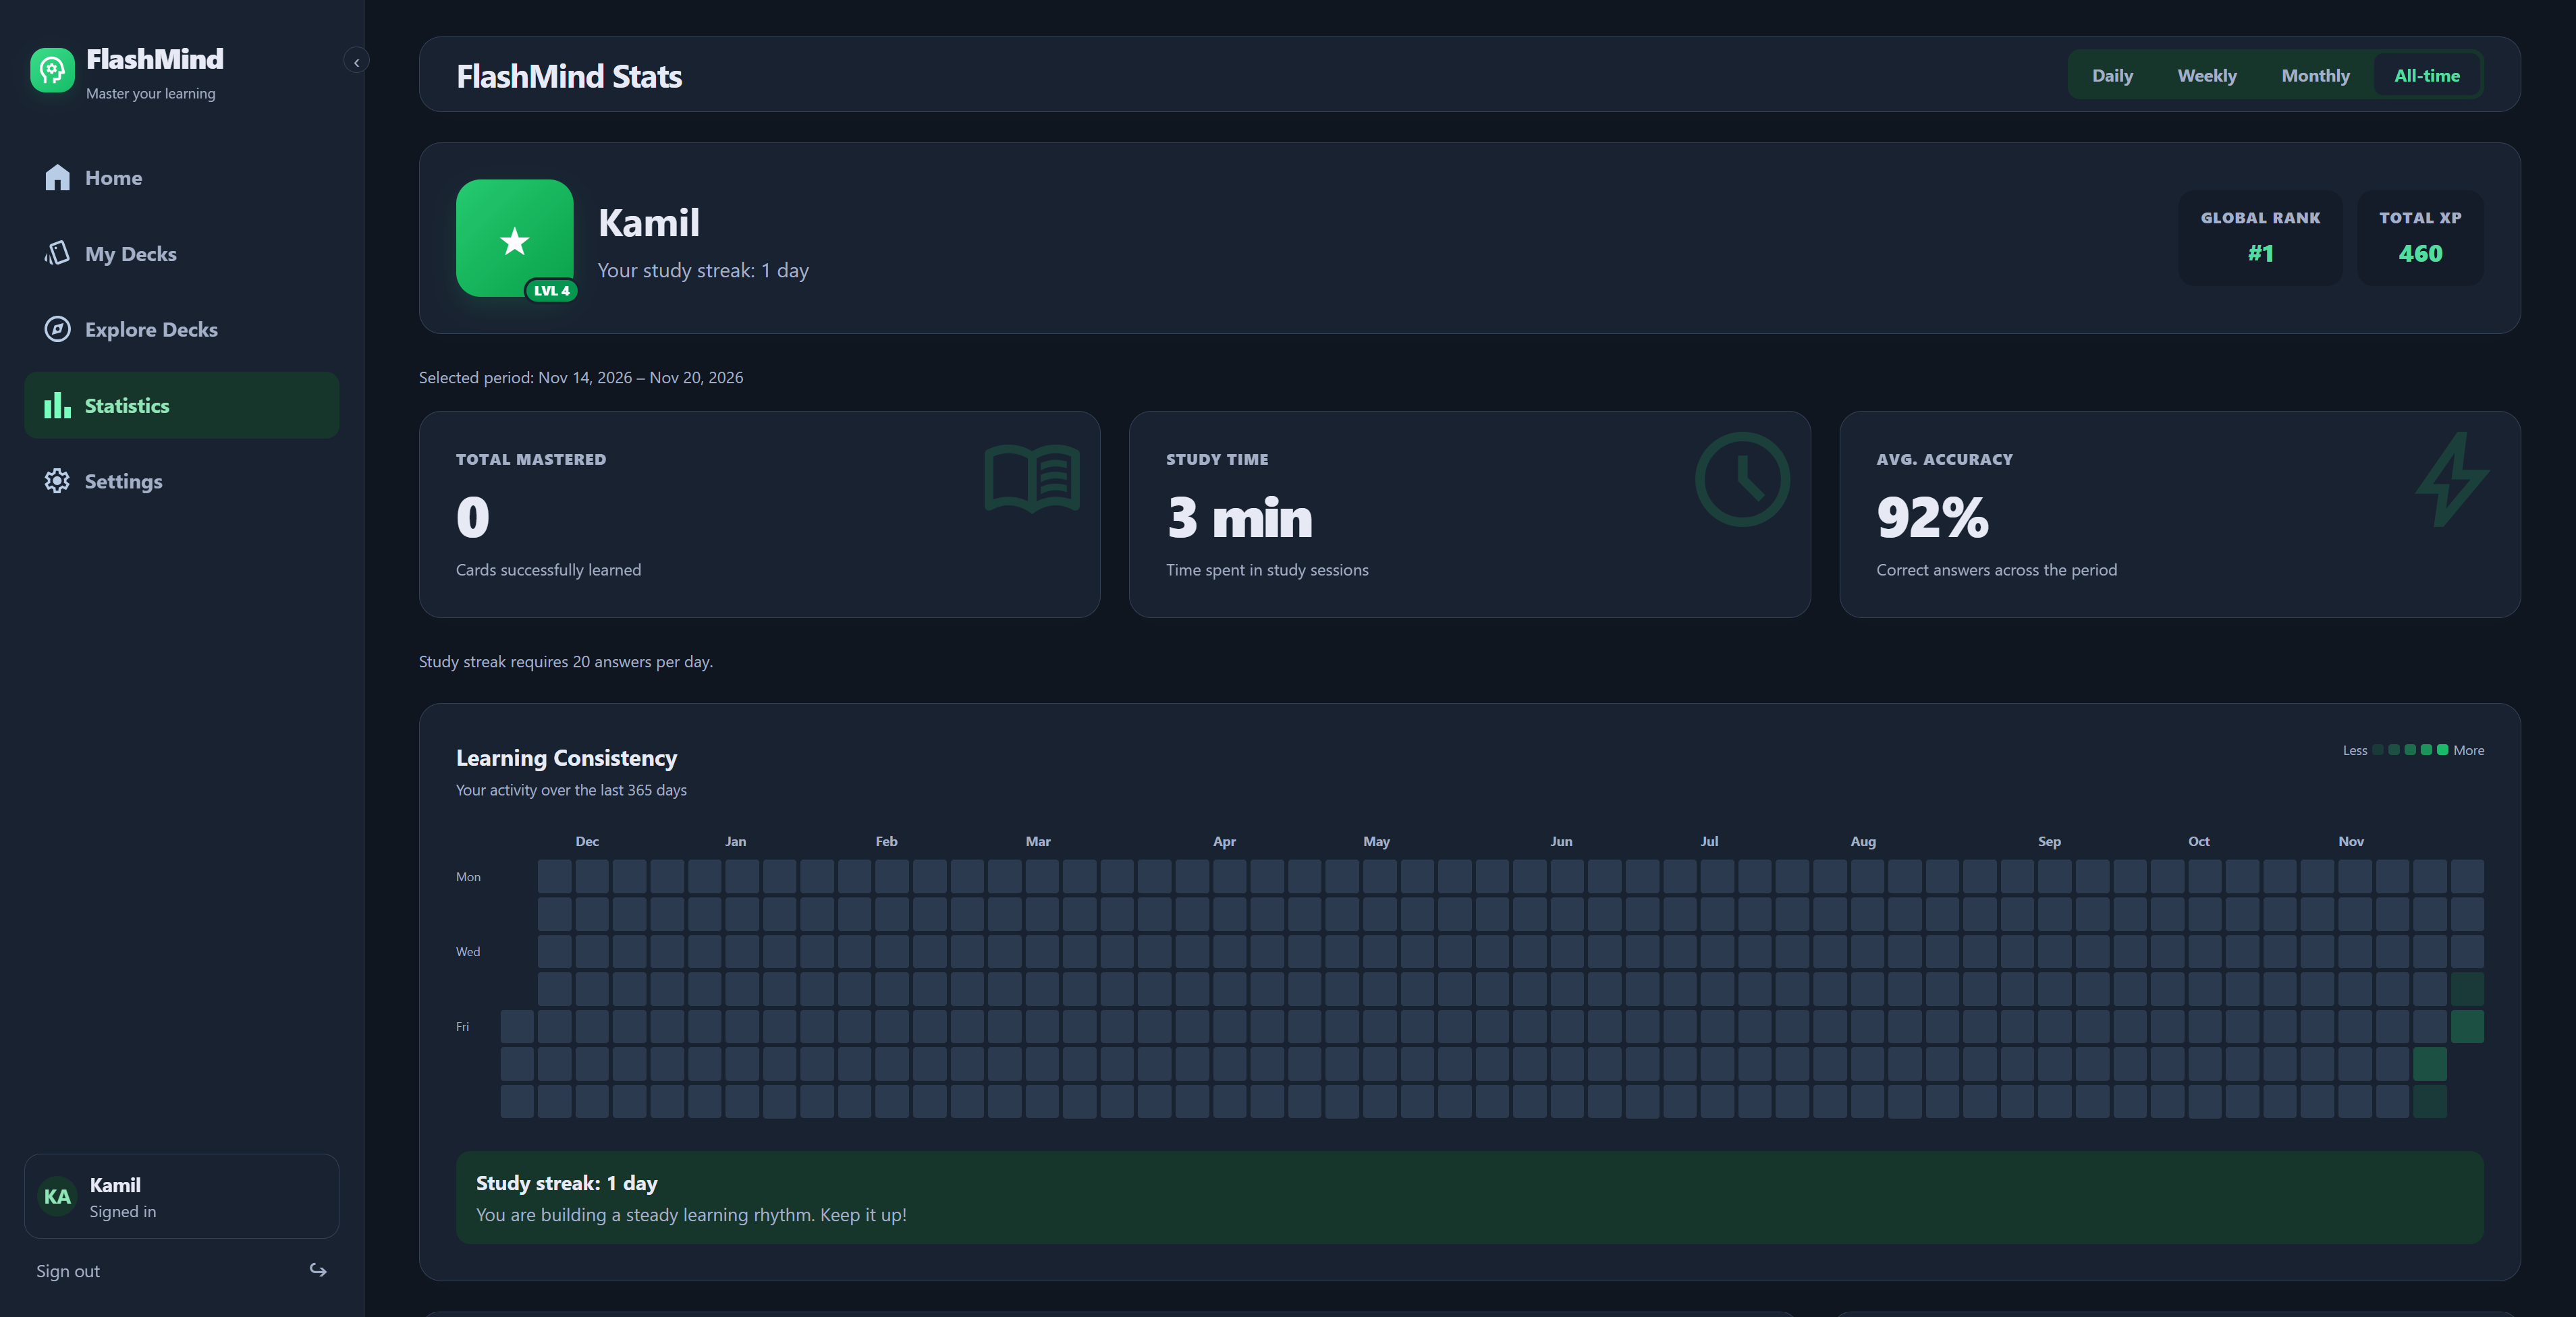 FlashMind
Master your learning
Home
My Decks
Explore Decks
Statistics
Settings
KA
Kamil
Signed in
Sign out
FlashMind Stats
Daily
Weekly
Monthly
All-time
LVL 4
Kamil
Your study streak: 1 day
GLOBAL RANK
#1
TOTAL XP
460
Selected period: Nov 14, 2026 – Nov 20, 2026
TOTAL MASTERED
0
Cards successfully learned
STUDY TIME
3 min
Time spent in study sessions
AVG. ACCURACY
92%
Correct answers across the period
Study streak requires 20 answers per day.
Learning Consistency
Your activity over the last 365 days
Less
More
Dec Jan Feb Mar Apr May Jun Jul Aug Sep Oct Nov
Mon
Wed
Fri
Study streak: 1 day
You are building a steady learning rhythm. Keep it up!